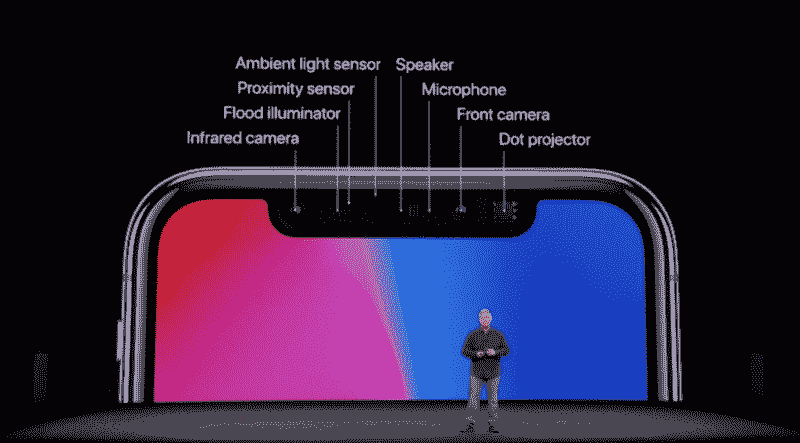 Ambient light sensor Speaker
Proximity sensor Microphone
Flood illuminator Front camera
Infrared camera Dot projector